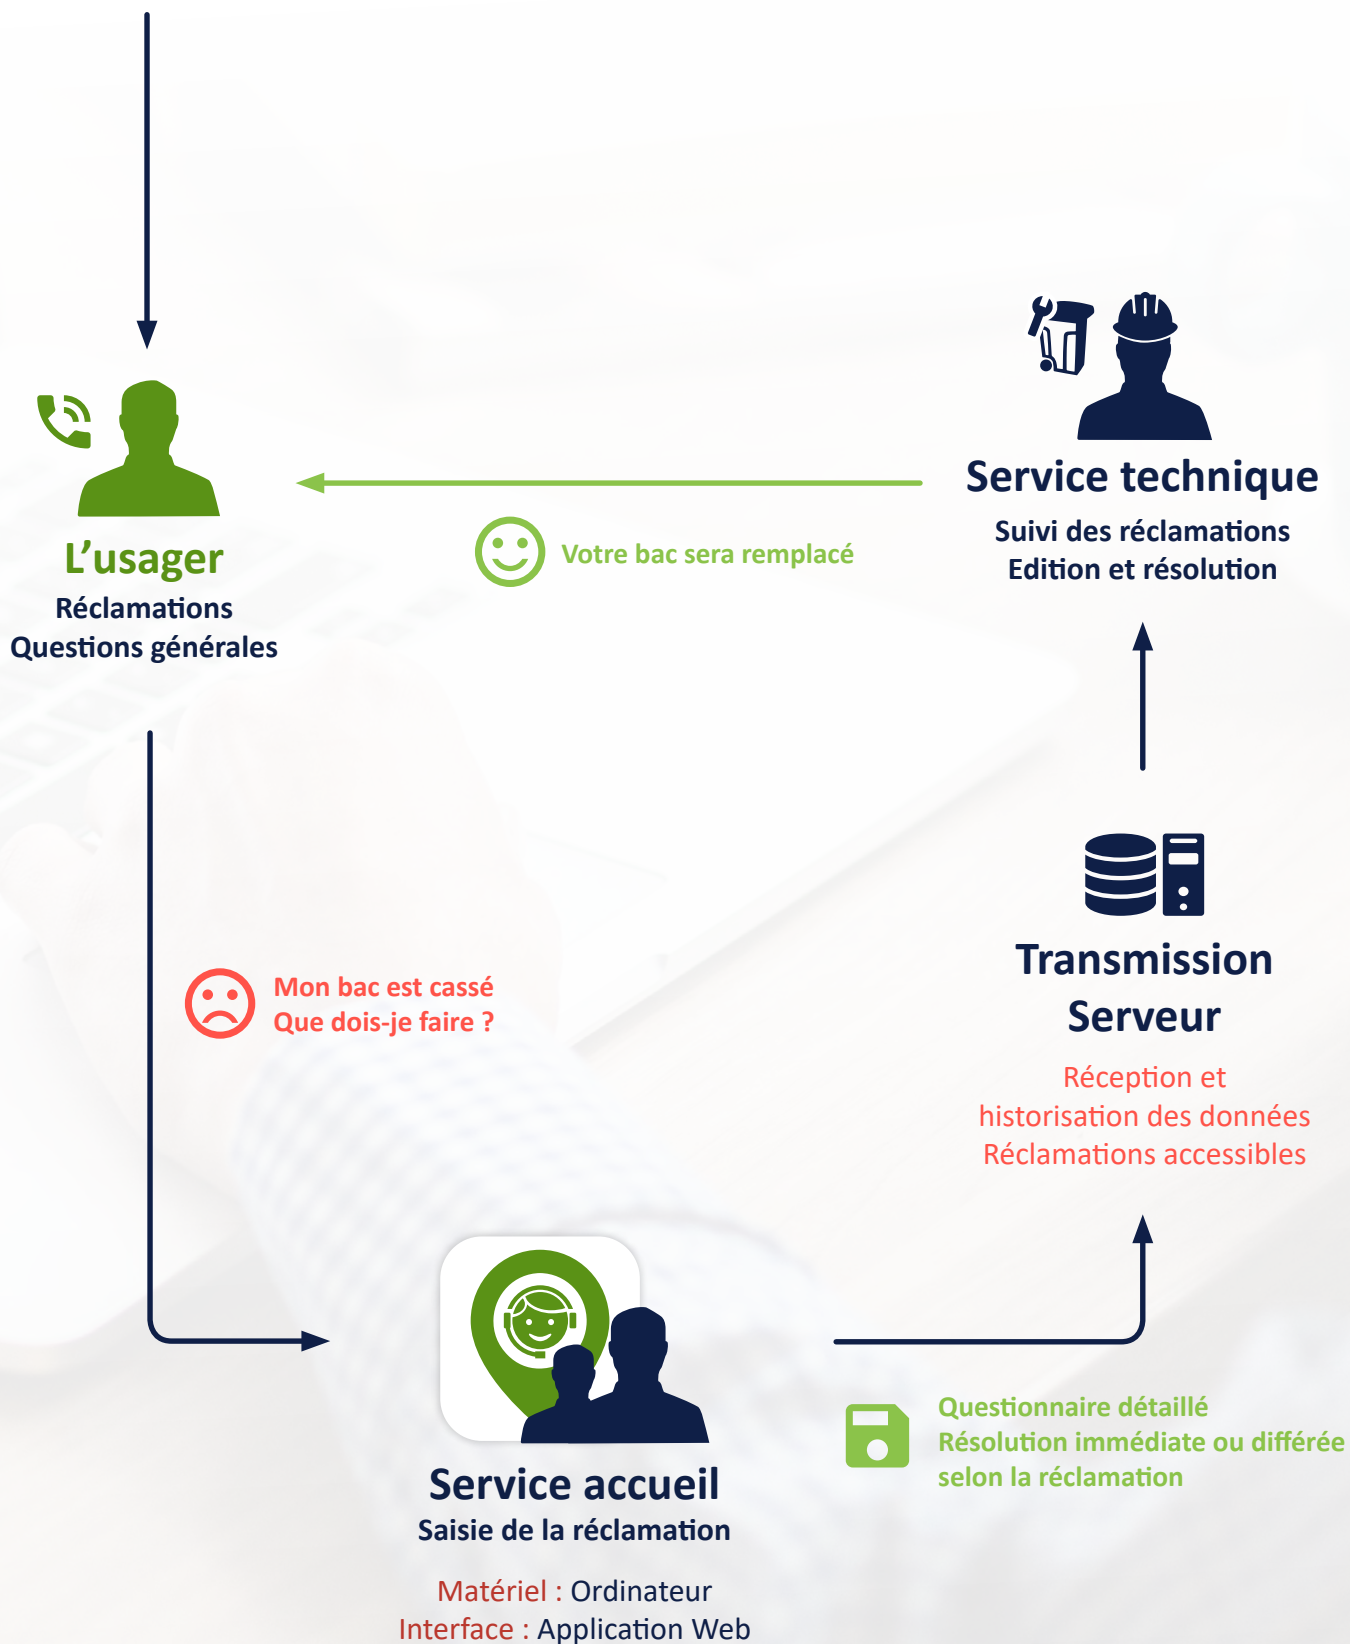 Service technique
Suivi des réclamations
Edition et résolution
L’usager
Réclamations
Questions générales
Votre bac sera remplacé
Mon bac est cassé
Que dois-je faire ?
Transmission
Serveur
Réception et
historisation des données
Réclamations accessibles
Service accueil
Saisie de la réclamation
Matériel : Ordinateur
Interface : Application Web
Questionnaire détaillé
Résolution immédiate ou différée
selon la réclamation